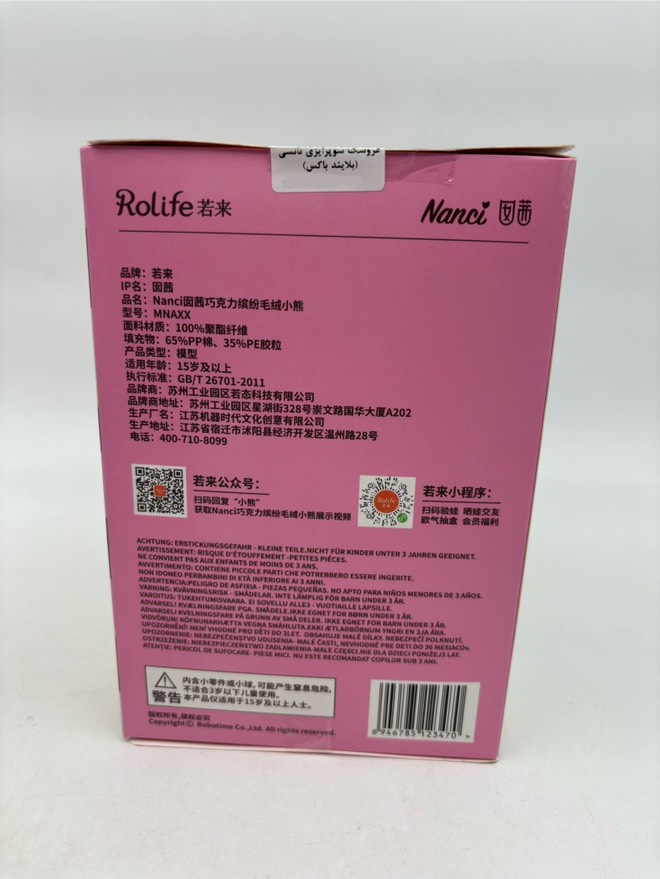 عروسک سوپرایزی نانسی
(بلایند باکس)
Rolife 若来
Nanci 囡茜
品牌：若来
IP名：囡茜
品名：Nanci囡茜巧克力缤纷毛绒小熊
型号：MNAXX
面料材质：100%聚酯纤维
填充物：65%PP棉、35%PE胶粒
产品类型：模型
适用年龄：15岁及以上
执行标准：GB/T 26701-2011
品牌商：苏州工业园区若态科技有限公司
品牌商地址：苏州工业园区星湖街328号崇文路国华大厦A202
生产厂名：江苏机器时代文化创意有限公司
生产地址：江苏省宿迁市沭阳县经济开发区温州路28号
电话：400-710-8099
若来公众号：
扫码回复“小熊”
获取Nanci巧克力缤纷毛绒小熊展示视频
Rolife
若来
若来小程序：
扫码验娃 晒娃交友
欧气抽盒 会员福利
ACHTUNG: ERSTICKUNGSGEFAHR - KLEINE TEILE.NICHT FÜR KINDER UNTER 3 JAHREN GEEIGNET.
AVERTISSEMENT: RISQUE D'ÉTOUFFEMENT -PETITES PIÈCES.
NE CONVIENT PAS AUX ENFANTS DE MOINS DE 3 ANS.
AVVERTIMENTO: CONTIENE PICCOLE PARTI CHE POTREBBERO ESSERE INGERITE.
NON IDONEO PERBAMBINI DI ETÀ INFERIORE AI 3 ANNI.
ADVERTENCIA:PELIGRO DE ASFIXIA - PIEZAS PEQUEÑAS. NO APTO PARA NIÑOS MENORES DE 3 AÑOS.
VARNING: KVÄVNINGSRISK - SMÅDELAR. INTE LÄMPLIG FÖR BARN UNDER 3 ÅR.
VAROITUS: TUKEHTUMISVAARA. EI SOVELLU ALLE3 - VUOTIAILLE LAPSILLE.
ADVARSEL! KVÆLNINGSFARE PGA. SMÅDELE.IKKE EGNET FOR BØRN UNDER 3 ÅR.
ADVARSEL! KVELNINGSFARE PÅ GRUNN AV SMÅ DELER. IKKE EGNET FOR BARN UNDER 3 ÅR.
VIÐVÖRUN! KÖFNUNARHÆTTA VEGNA SMÁHLUTA.EKKI ÆTLAÐBÖRNUM YNGRI EN 3JA ÁRA.
UPOZORNĚNÍ! NENÍ VHODNÉ PRO DĚTI DO 3LET. OBSAHUJE MALÉ DÍLKY. NEBEZPEČÍ POLKNUTÍ.
UPOZORNENIE: NEBEZPEČENSTVO UDUSENIA- MALÉ ČASTI, NEVHODNÉ PRE DETI DO 36 MESIACOV.
OSTRZEŻENIE: NIEBEZPIECZEŃSTWO ZADŁAWIENIA-MAŁE CZĘŚCI.NIE DLA DZIECI PONIŻEJ3 LAT.
ATENȚIE: PERICOL DE SUFOCARE- PIESE MICI. NU ESTE RECOMANDAT COPIILOR SUB 3 ANI.
警告
内含小零件或小球，可能产生窒息危险，
不适合3岁以下儿童使用。
本产品仅适用于15岁及以上人士。
版权所有，侵权必究
Copyright© Robotime Co.,Ltd. All rights reserved.
6 946785 123470 >